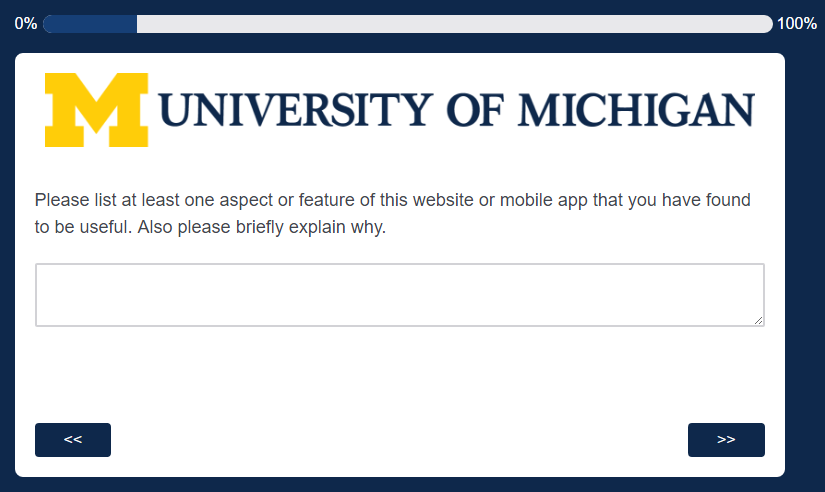 0% 100%
M UNIVERSITY OF MICHIGAN
Please list at least one aspect or feature of this website or mobile app that you have found
to be useful. Also please briefly explain why.
<< >>